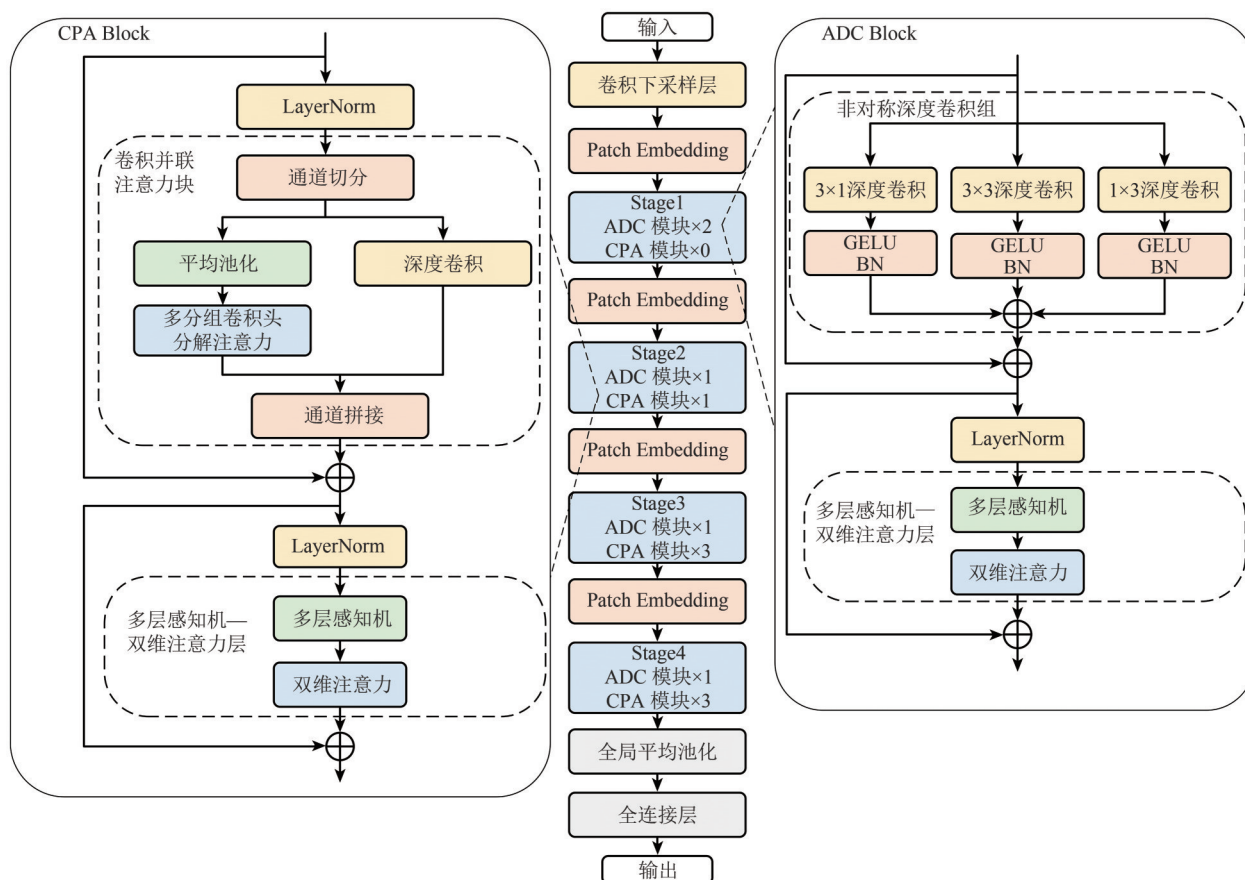 CPA Block
LayerNorm
卷积并联
注意力块
通道切分
平均池化
深度卷积
多分组卷积头
分解注意力
通道拼接
LayerNorm
多层感知机—
双维注意力层
多层感知机
双维注意力
输入
卷积下采样层
Patch Embedding
Stage1
ADC 模块×2
CPA 模块×0
Patch Embedding
Stage2
ADC 模块×1
CPA 模块×1
Patch Embedding
Stage3
ADC 模块×1
CPA 模块×3
Patch Embedding
Stage4
ADC 模块×1
CPA 模块×3
全局平均池化
全连接层
输出
ADC Block
非对称深度卷积组
3×1深度卷积
3×3深度卷积
1×3深度卷积
GELU
BN
GELU
BN
GELU
BN
LayerNorm
多层感知机—
双维注意力层
多层感知机
双维注意力